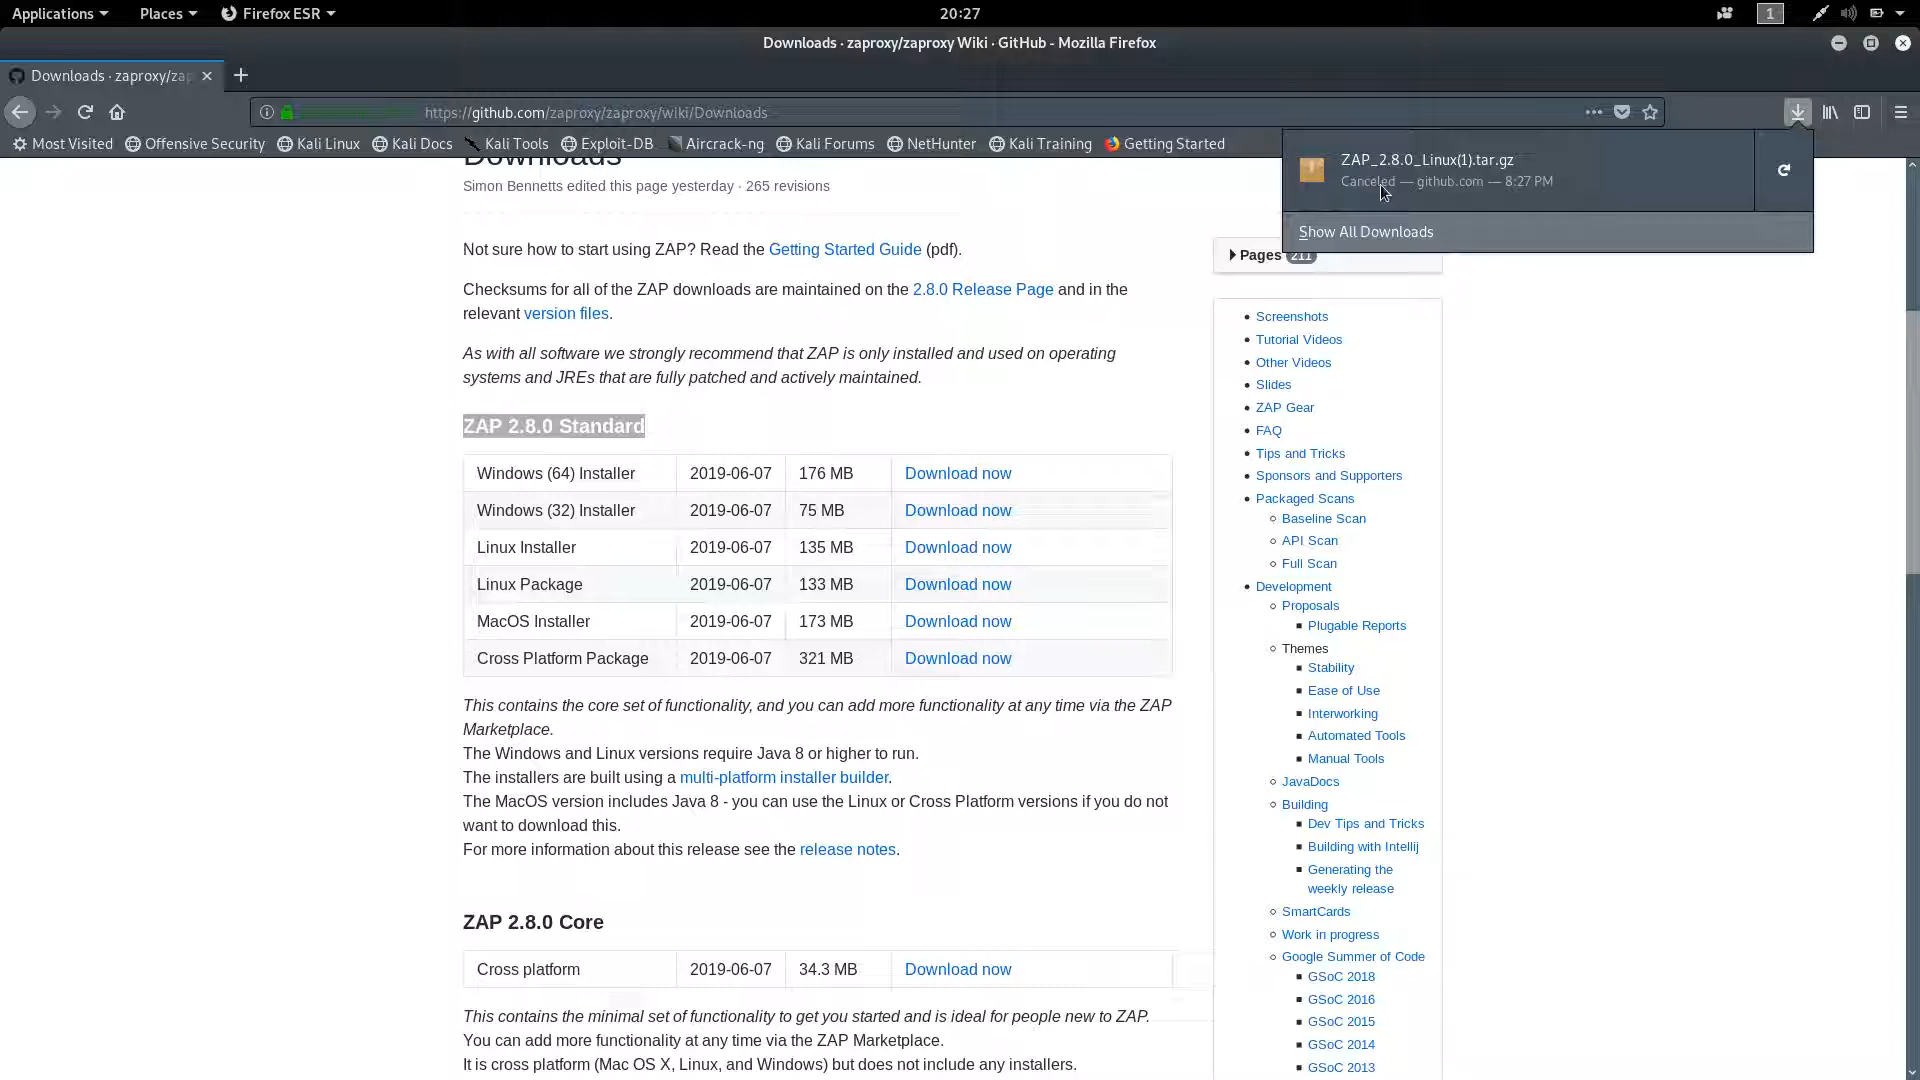 Applications Places Firefox ESR 20:27 1
Downloads · zaproxy/zaproxy Wiki · GitHub - Mozilla Firefox
Downloads · zaproxy/zap
https://github.com/zaproxy/zaproxy/wiki/Downloads
Most Visited Offensive Security Kali Linux Kali Docs Kali Tools Exploit-DB Aircrack-ng Kali Forums NetHunter Kali Training Getting Started
ZAP_2.8.0_Linux(1).tar.gz
Canceled — github.com — 8:27 PM
Show All Downloads
Downloads
Simon Bennetts edited this page yesterday · 265 revisions
Not sure how to start using ZAP? Read the Getting Started Guide (pdf).
Checksums for all of the ZAP downloads are maintained on the 2.8.0 Release Page and in the
relevant version files.
As with all software we strongly recommend that ZAP is only installed and used on operating
systems and JREs that are fully patched and actively maintained.
ZAP 2.8.0 Standard
Windows (64) Installer 2019-06-07 176 MB Download now
Windows (32) Installer 2019-06-07 75 MB Download now
Linux Installer 2019-06-07 135 MB Download now
Linux Package 2019-06-07 133 MB Download now
MacOS Installer 2019-06-07 173 MB Download now
Cross Platform Package 2019-06-07 321 MB Download now
This contains the core set of functionality, and you can add more functionality at any time via the ZAP
Marketplace.
The Windows and Linux versions require Java 8 or higher to run.
The installers are built using a multi-platform installer builder.
The MacOS version includes Java 8 - you can use the Linux or Cross Platform versions if you do not
want to download this.
For more information about this release see the release notes.
ZAP 2.8.0 Core
Cross platform 2019-06-07 34.3 MB Download now
This contains the minimal set of functionality to get you started and is ideal for people new to ZAP.
You can add more functionality at any time via the ZAP Marketplace.
It is cross platform (Mac OS X, Linux, and Windows) but does not include any installers.
Pages 211
Screenshots
Tutorial Videos
Other Videos
Slides
ZAP Gear
FAQ
Tips and Tricks
Sponsors and Supporters
Packaged Scans
Baseline Scan
API Scan
Full Scan
Development
Proposals
Plugable Reports
Themes
Stability
Ease of Use
Interworking
Automated Tools
Manual Tools
JavaDocs
Building
Dev Tips and Tricks
Building with Intellij
Generating the
weekly release
SmartCards
Work in progress
Google Summer of Code
GSoC 2018
GSoC 2016
GSoC 2015
GSoC 2014
GSoC 2013